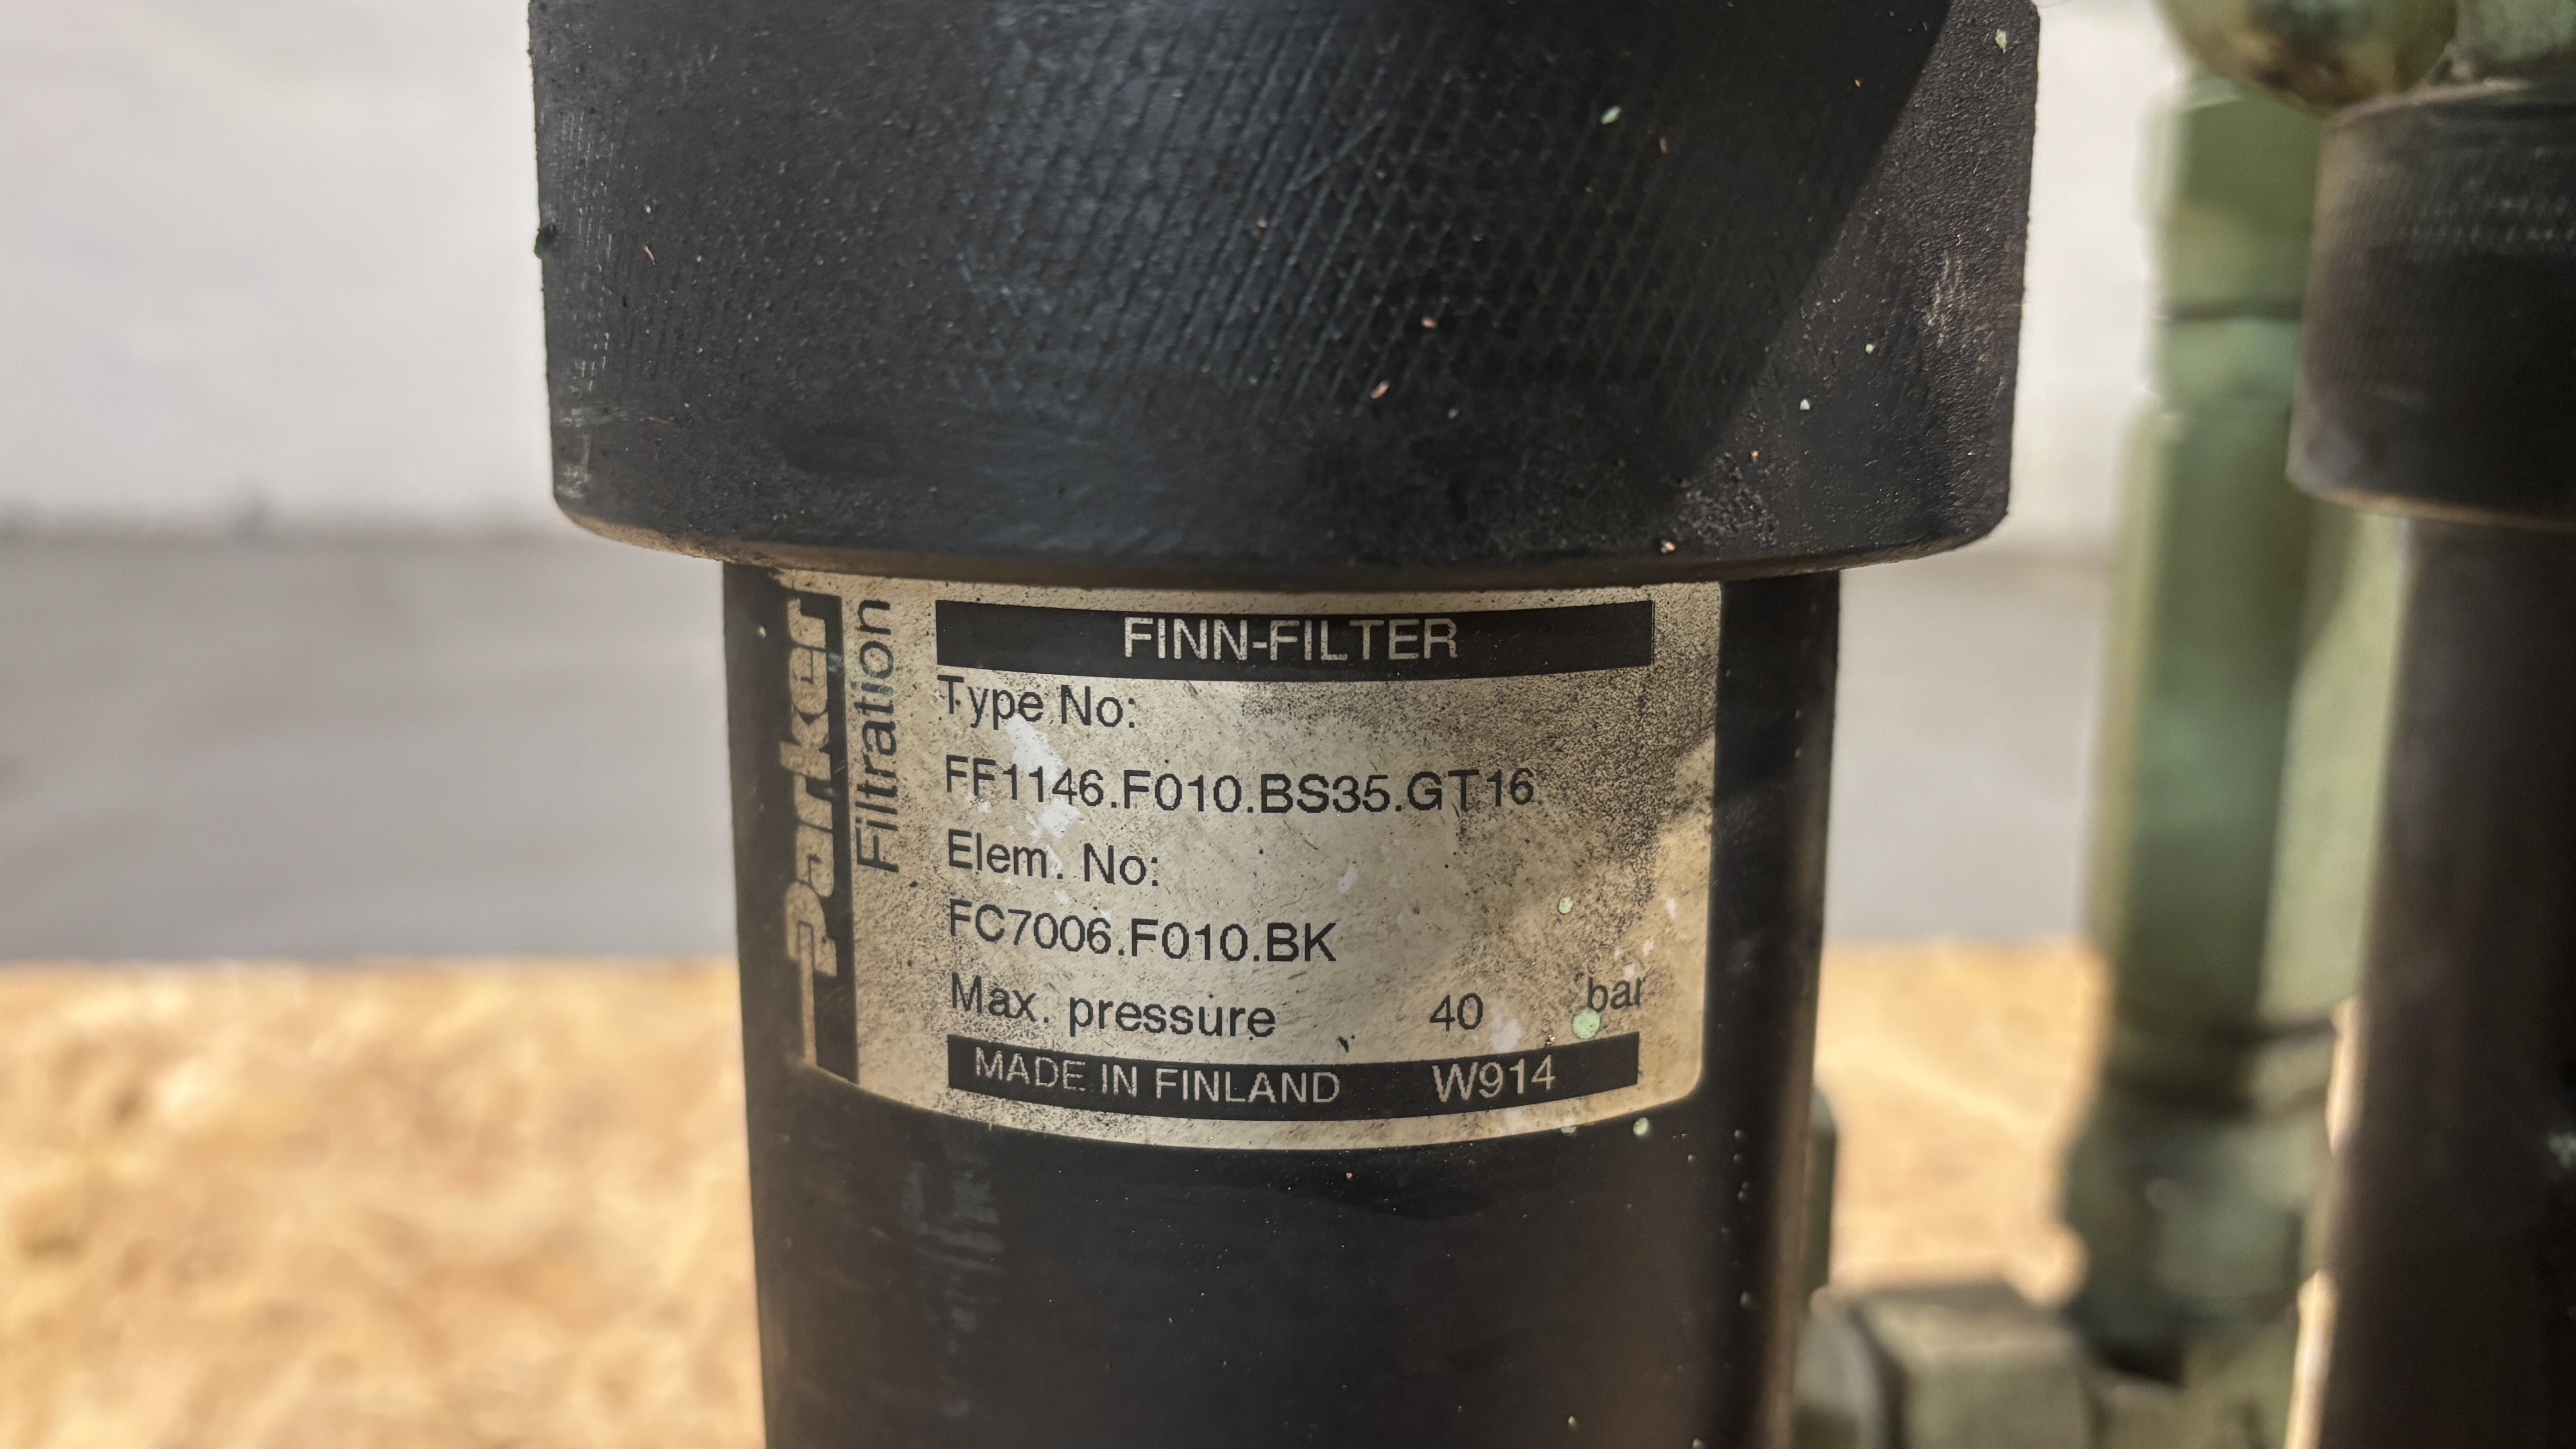 Parker
Filtration
FINN-FILTER
Type No:
FF1146.F010.BS35.GT16
Elem. No:
FC7006.F010.BK
Max. pressure 40 bar
MADE IN FINLAND W914